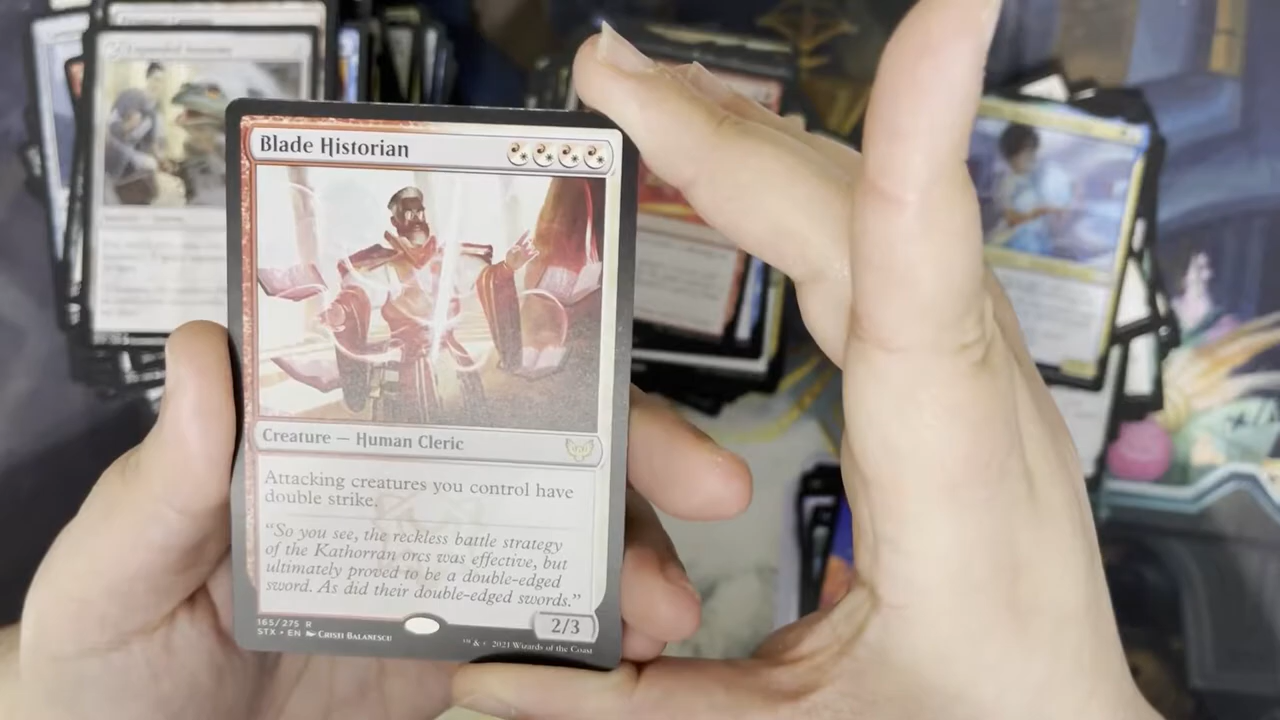 Blade Historian
Creature — Human Cleric
Attacking creatures you control have
double strike.
“So you see, the reckless battle strategy
of the Kathorran orcs was effective, but
ultimately proved to be a double-edged
sword. As did their double-edged swords.”
2/3
165/275 R
STX • EN Cristi Balanescu
™ & © 2021 Wizards of the Coast